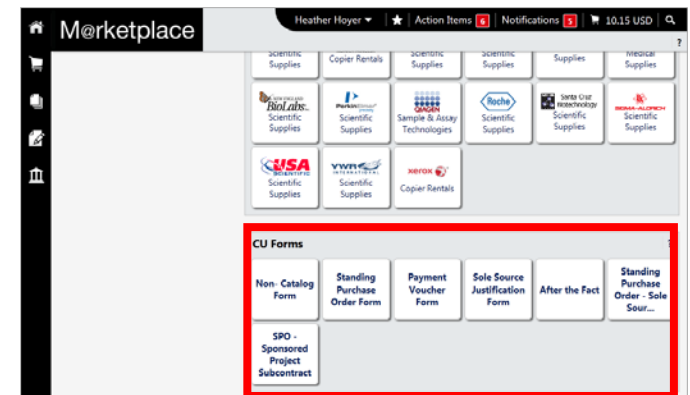 M@rketplace
Heather Hoyer ▾ | ★ | Action Items 6 | Notifications 5 | 10.15 USD
?
Scientific Supplies
Copier Rentals
Scientific Supplies
Scientific Supplies
Supplies
Medical Supplies
NEW ENGLAND BioLabs Scientific Supplies
PerkinElmer Scientific Supplies
QIAGEN Sample & Assay Technologies
Roche Scientific Supplies
Santa Cruz Biotechnology Scientific Supplies
SIGMA-ALDRICH Scientific Supplies
USA SCIENTIFIC Scientific Supplies
VWR INTERNATIONAL Scientific Supplies
xerox Copier Rentals
CU Forms
Non- Catalog Form
Standing Purchase Order Form
Payment Voucher Form
Sole Source Justification Form
After the Fact
Standing Purchase Order - Sole Sour...
SPO - Sponsored Project Subcontract